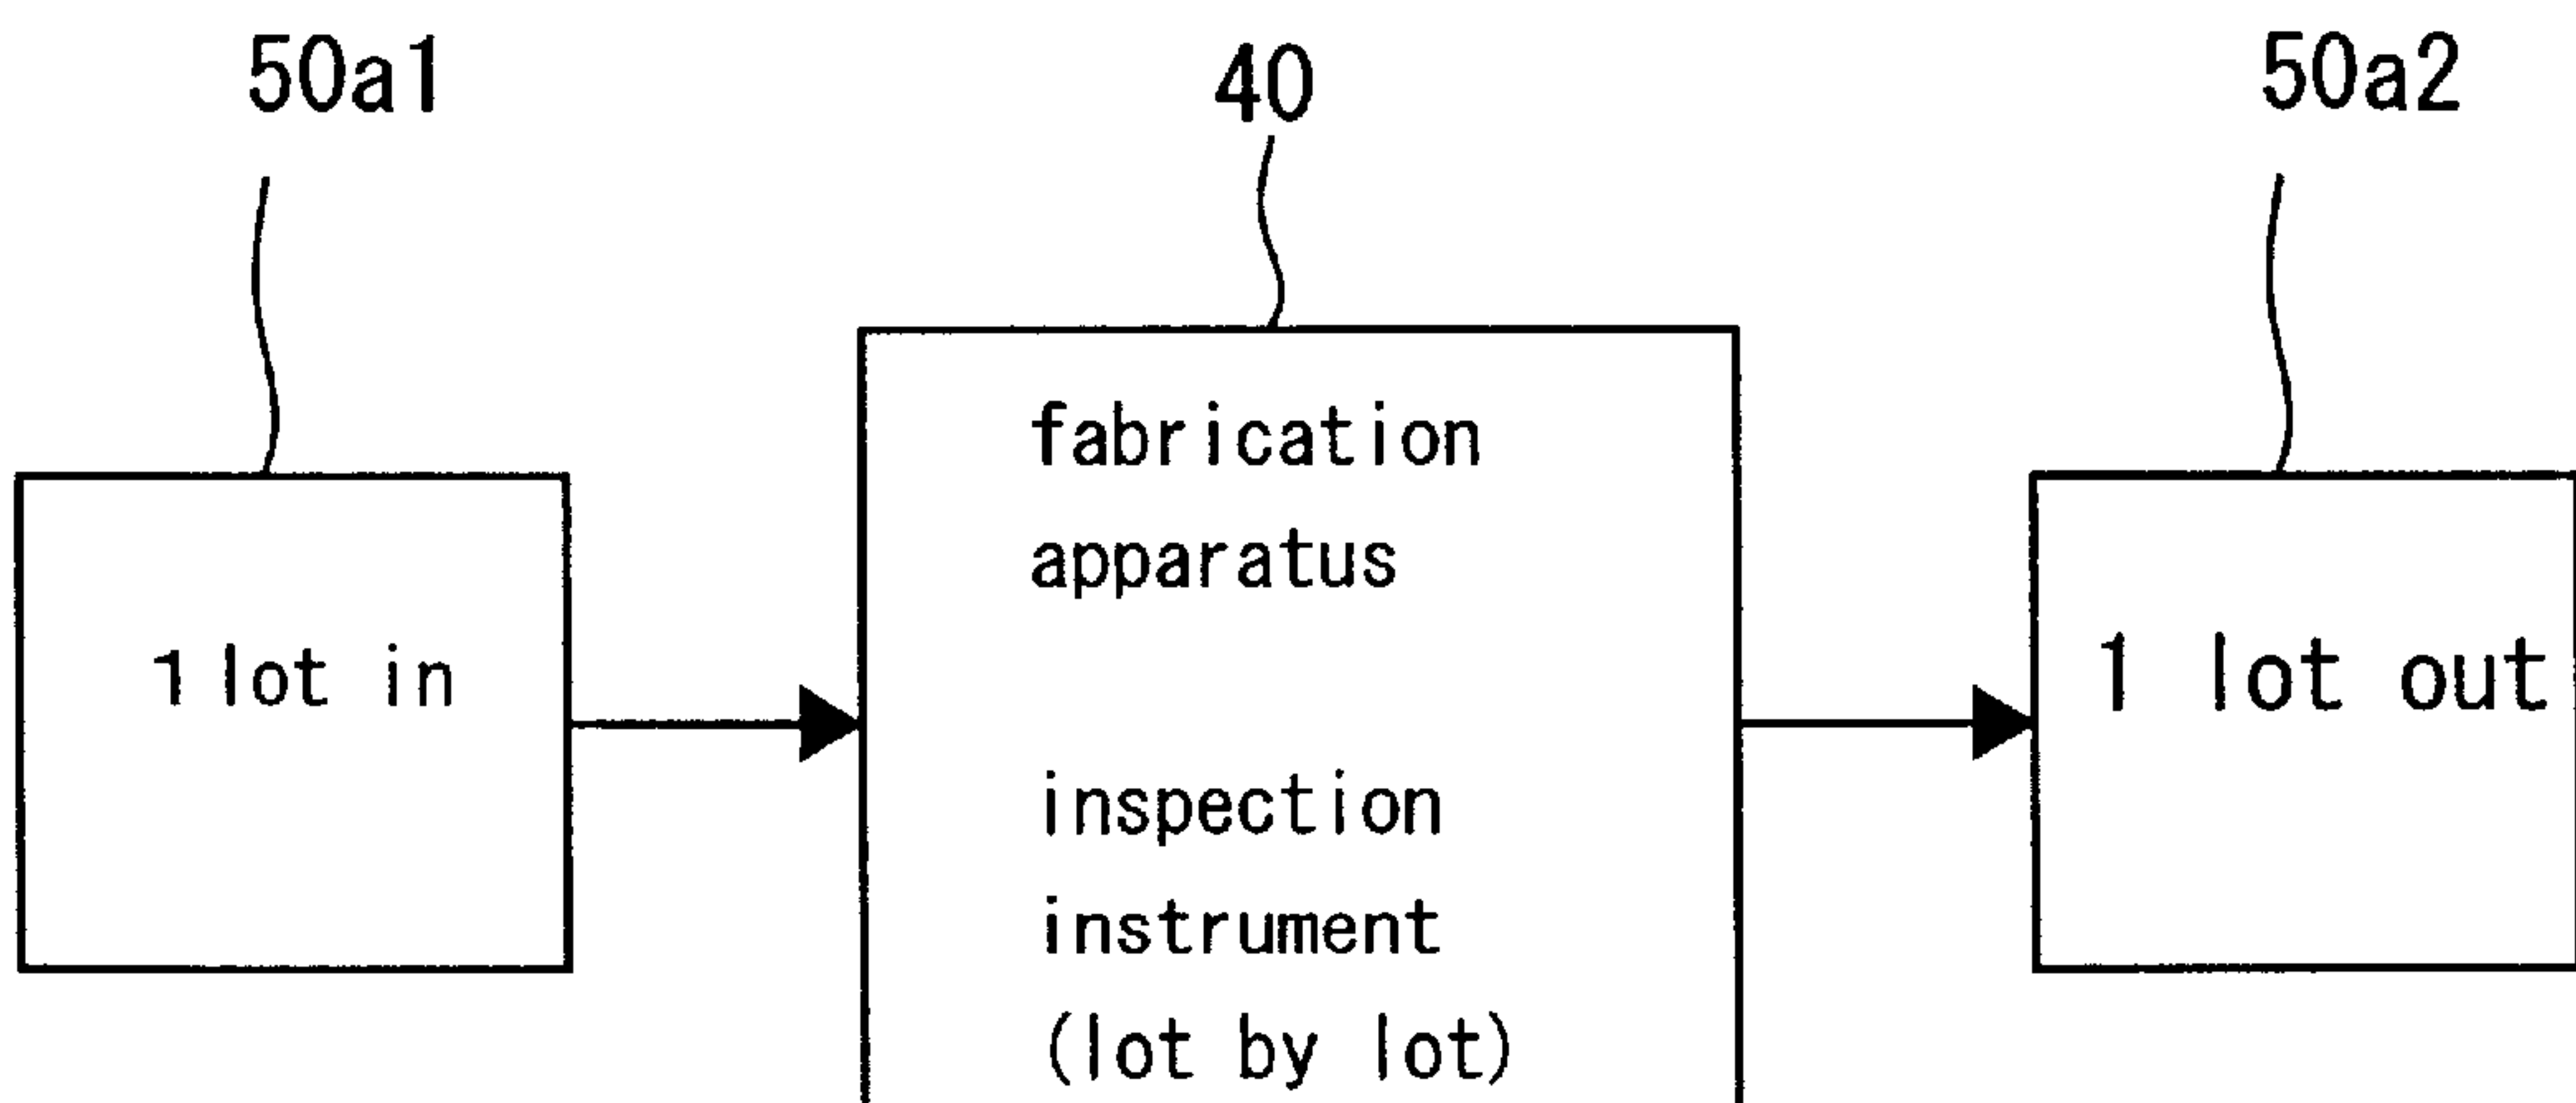 50a1
40
50a2
1 lot in
fabrication
apparatus
inspection
instrument
(lot by lot)
1 lot out